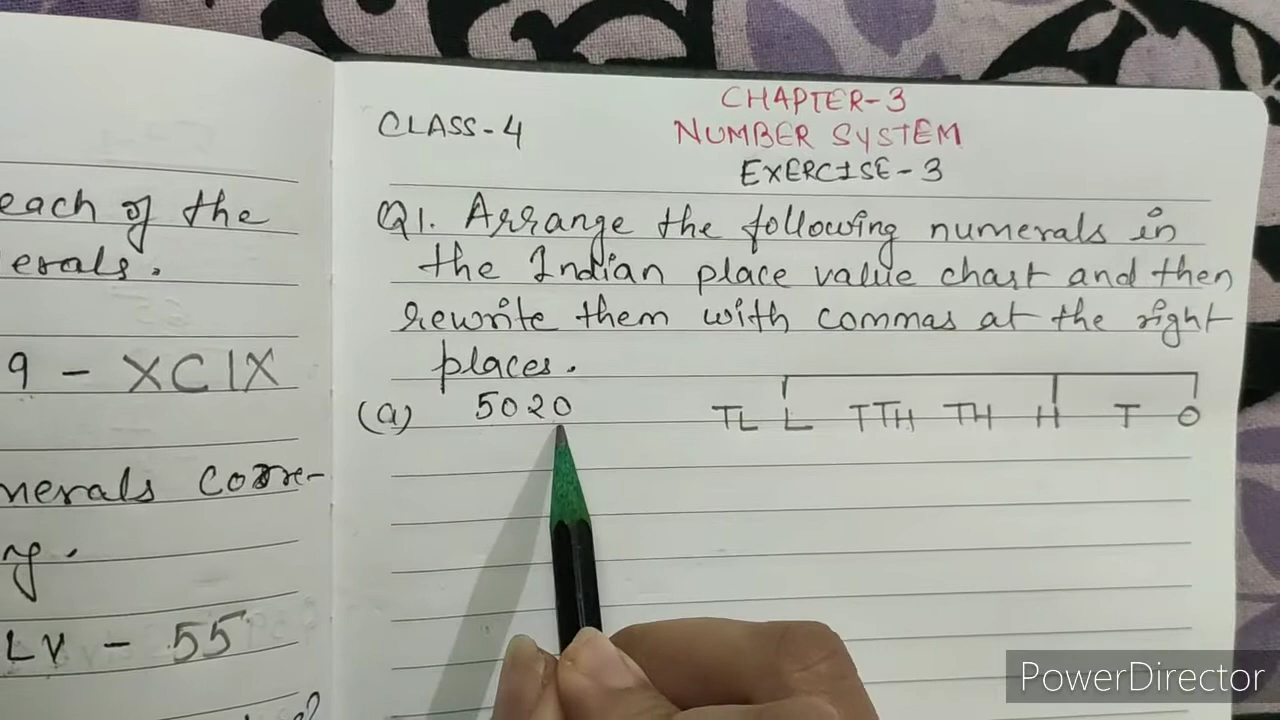 each of the
erals.
9 - XCIX
merals corre-
ng.
LV - 55
CHAPTER-3
CLASS-4
NUMBER SYSTEM
EXERCISE-3
Q1. Arrange the following numerals in
the Indian place value chart and then
rewrite them with commas at the right
places.
(a) 5020 TL L TTH TH H T O
PowerDirector